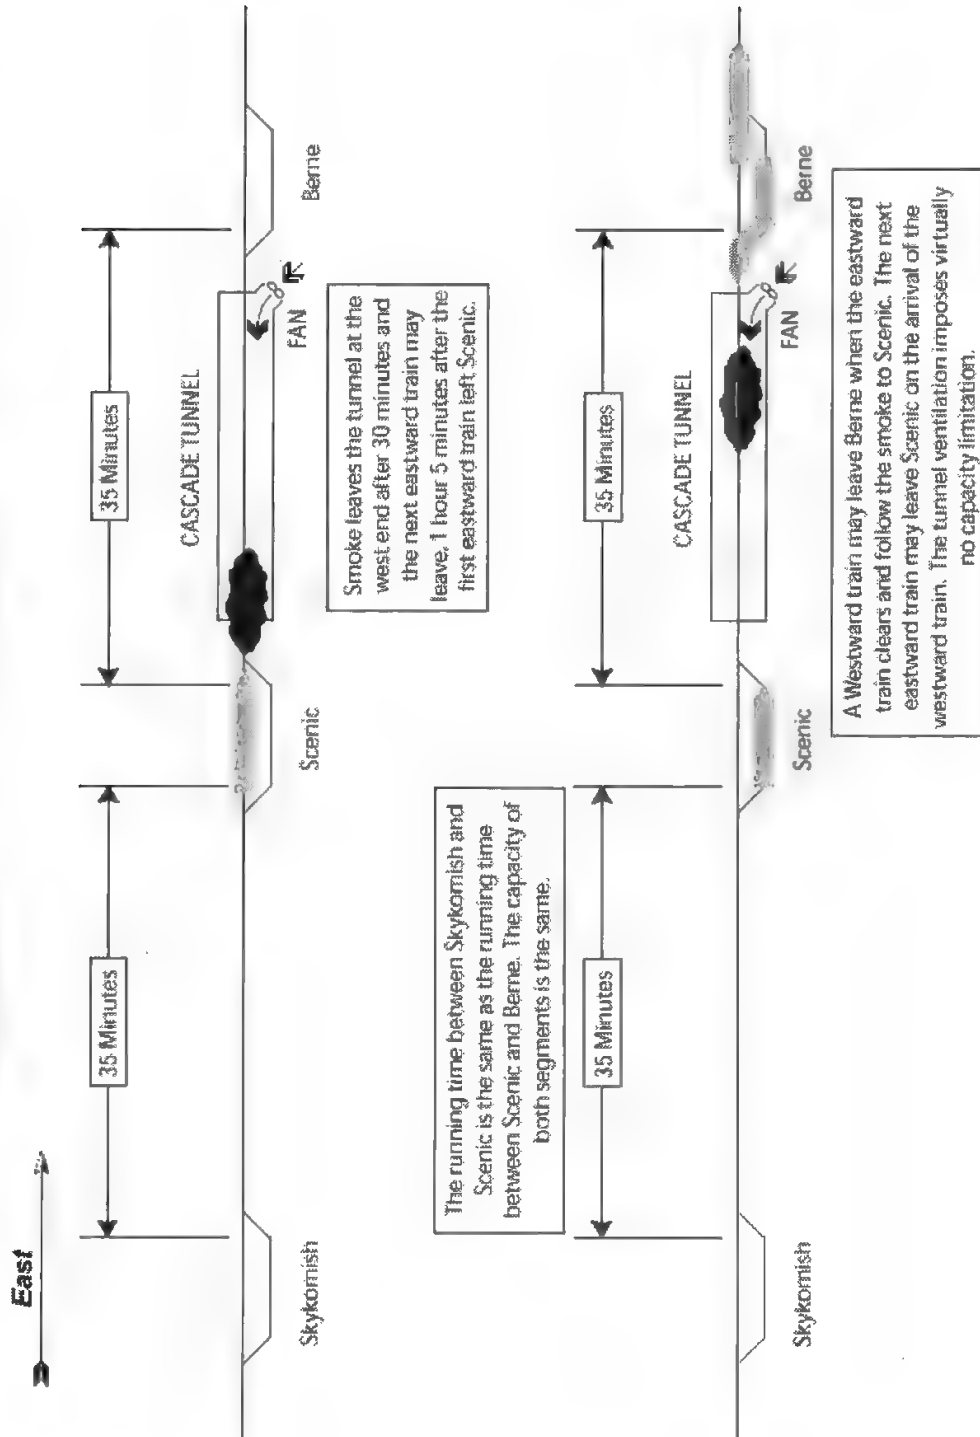 East
35 Minutes
35 Minutes
CASCADE TUNNEL
FAN
Skykomish
Scenic
Berne
Smoke leaves the tunnel at the
west end after 30 minutes and
the next eastward train may
leave, 1 hour 5 minutes after the
first eastward train left Scenic.
The running time between Skykomish and
Scenic is the same as the running time
between Scenic and Berne. The capacity of
both segments is the same.
35 Minutes
35 Minutes
CASCADE TUNNEL
FAN
Skykomish
Scenic
Berne
A Westward train may leave Berne when the eastward
train clears and follow the smoke to Scenic. The next
eastward train may leave Scenic on the arrival of the
westward train. The tunnel ventilation imposes virtually
no capacity limitation.